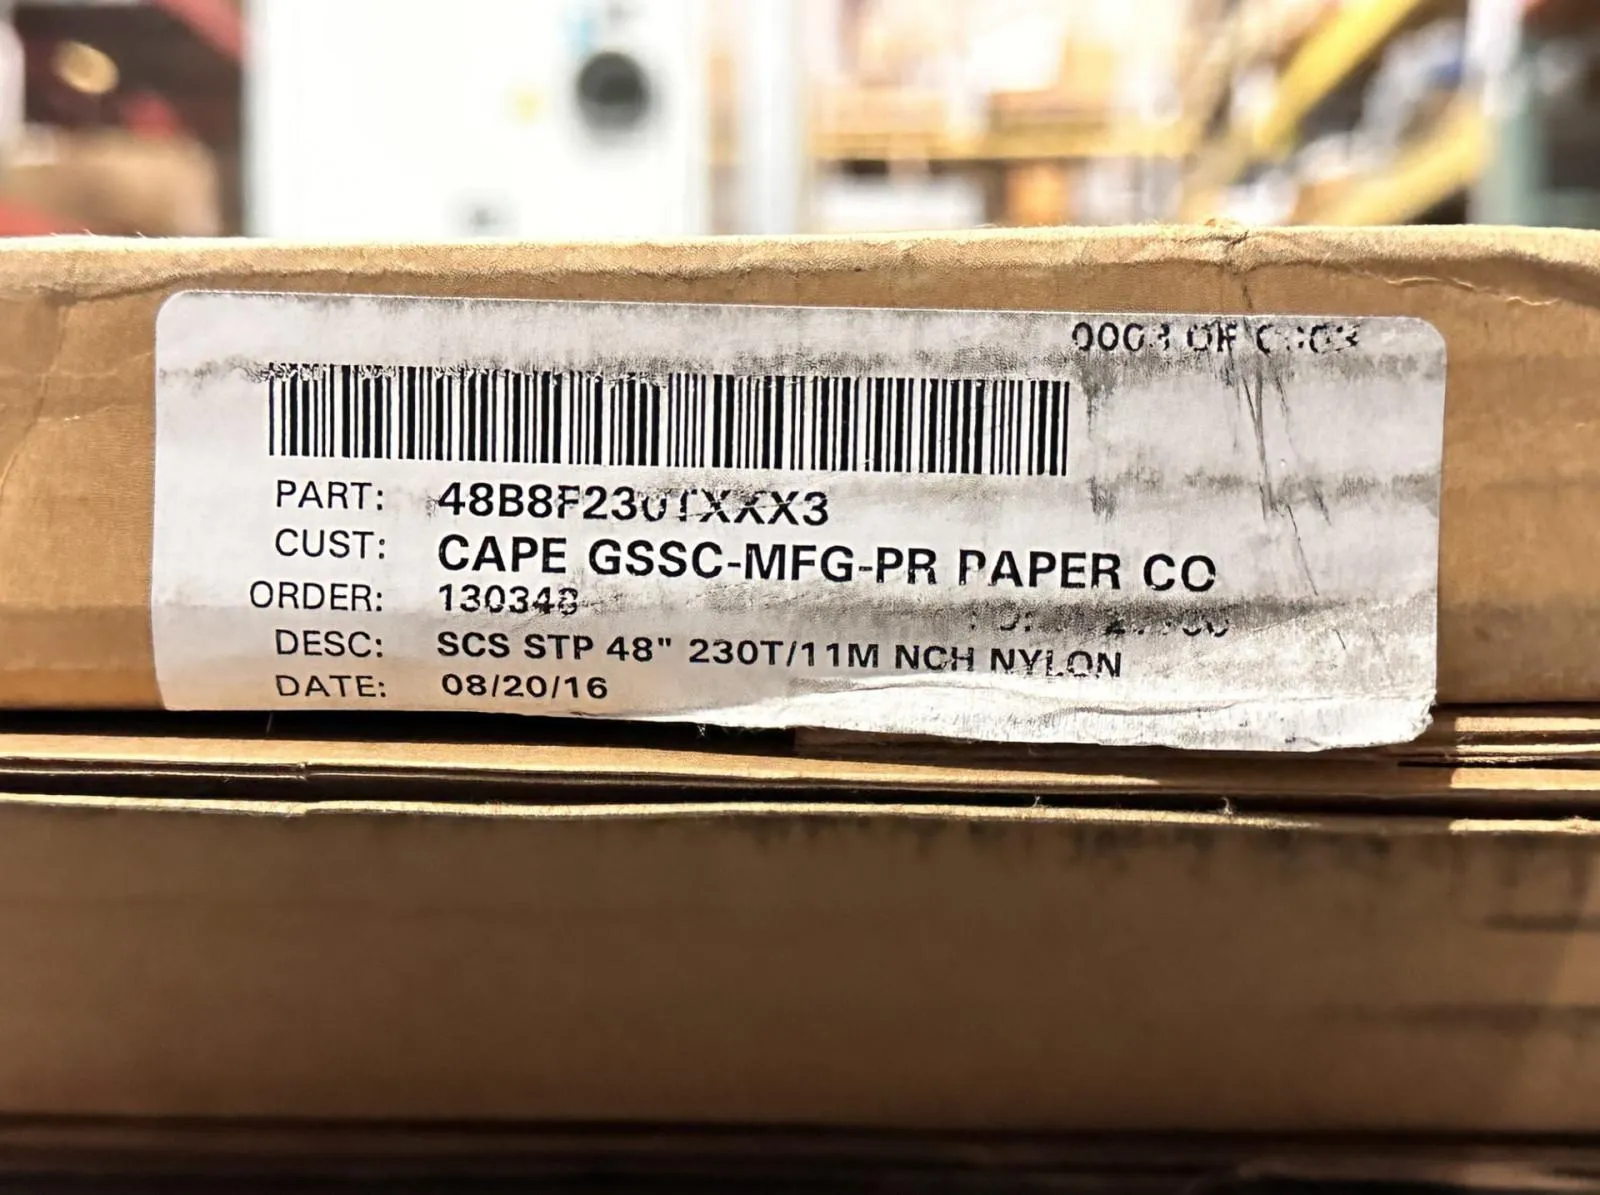 OF
PART: 48B8F230TXXX3
CUST: CAPE GSSC-MFG-PR PAPER CO
ORDER: 130348
DESC: SCS STP 48" 230T/11M NCH NYLON
DATE: 08/20/16